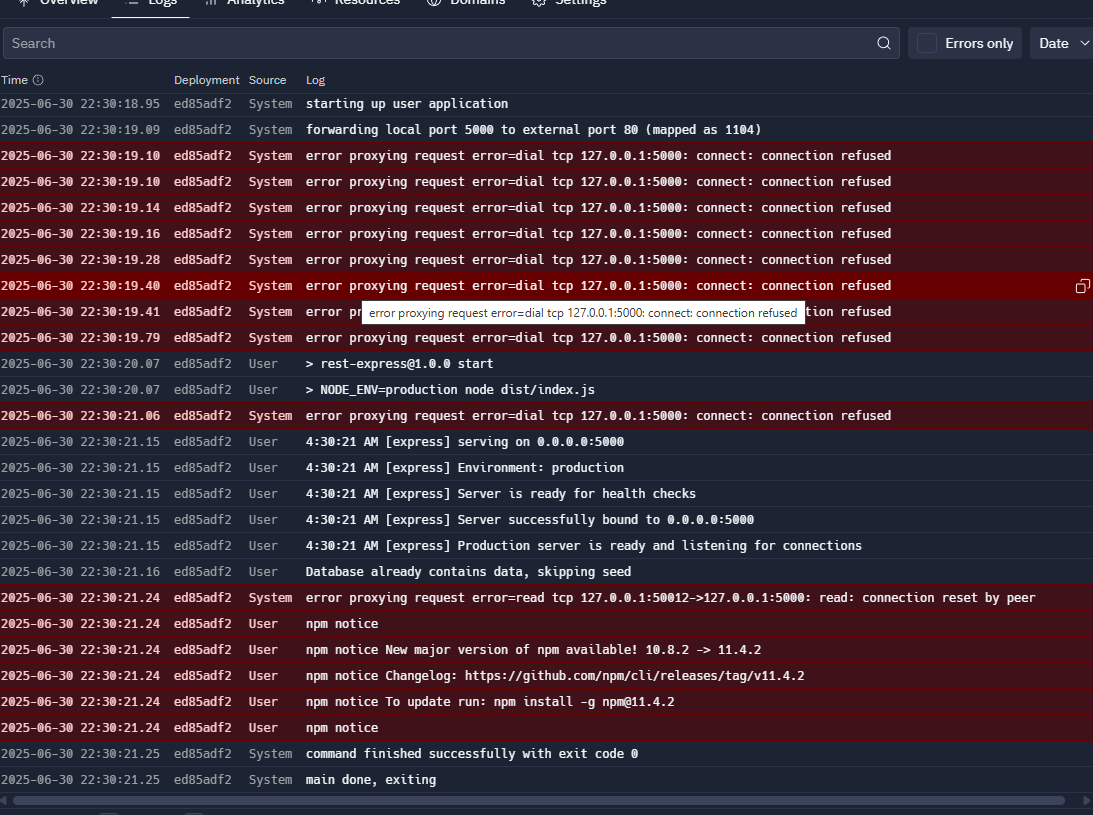 Overview Logs Analytics Resources Domains Settings
Search Errors only Date
Time Deployment Source Log
2025-06-30 22:30:18.95 ed85adf2 System starting up user application
2025-06-30 22:30:19.09 ed85adf2 System forwarding local port 5000 to external port 80 (mapped as 1104)
2025-06-30 22:30:19.10 ed85adf2 System error proxying request error=dial tcp 127.0.0.1:5000: connect: connection refused
2025-06-30 22:30:19.10 ed85adf2 System error proxying request error=dial tcp 127.0.0.1:5000: connect: connection refused
2025-06-30 22:30:19.14 ed85adf2 System error proxying request error=dial tcp 127.0.0.1:5000: connect: connection refused
2025-06-30 22:30:19.16 ed85adf2 System error proxying request error=dial tcp 127.0.0.1:5000: connect: connection refused
2025-06-30 22:30:19.28 ed85adf2 System error proxying request error=dial tcp 127.0.0.1:5000: connect: connection refused
2025-06-30 22:30:19.40 ed85adf2 System error proxying request error=dial tcp 127.0.0.1:5000: connect: connection refused
2025-06-30 22:30:19.41 ed85adf2 System error pr error proxying request error=dial tcp 127.0.0.1:5000: connect: connection refused tion refused
2025-06-30 22:30:19.79 ed85adf2 System error proxying request error=dial tcp 127.0.0.1:5000: connect: connection refused
2025-06-30 22:30:20.07 ed85adf2 User > rest-express@1.0.0 start
2025-06-30 22:30:20.07 ed85adf2 User > NODE_ENV=production node dist/index.js
2025-06-30 22:30:21.06 ed85adf2 System error proxying request error=dial tcp 127.0.0.1:5000: connect: connection refused
2025-06-30 22:30:21.15 ed85adf2 User 4:30:21 AM [express] serving on 0.0.0.0:5000
2025-06-30 22:30:21.15 ed85adf2 User 4:30:21 AM [express] Environment: production
2025-06-30 22:30:21.15 ed85adf2 User 4:30:21 AM [express] Server is ready for health checks
2025-06-30 22:30:21.15 ed85adf2 User 4:30:21 AM [express] Server successfully bound to 0.0.0.0:5000
2025-06-30 22:30:21.15 ed85adf2 User 4:30:21 AM [express] Production server is ready and listening for connections
2025-06-30 22:30:21.16 ed85adf2 User Database already contains data, skipping seed
2025-06-30 22:30:21.24 ed85adf2 System error proxying request error=read tcp 127.0.0.1:50012->127.0.0.1:5000: read: connection reset by peer
2025-06-30 22:30:21.24 ed85adf2 User npm notice
2025-06-30 22:30:21.24 ed85adf2 User npm notice New major version of npm available! 10.8.2 -> 11.4.2
2025-06-30 22:30:21.24 ed85adf2 User npm notice Changelog: https://github.com/npm/cli/releases/tag/v11.4.2
2025-06-30 22:30:21.24 ed85adf2 User npm notice To update run: npm install -g npm@11.4.2
2025-06-30 22:30:21.24 ed85adf2 User npm notice
2025-06-30 22:30:21.25 ed85adf2 System command finished successfully with exit code 0
2025-06-30 22:30:21.25 ed85adf2 System main done, exiting